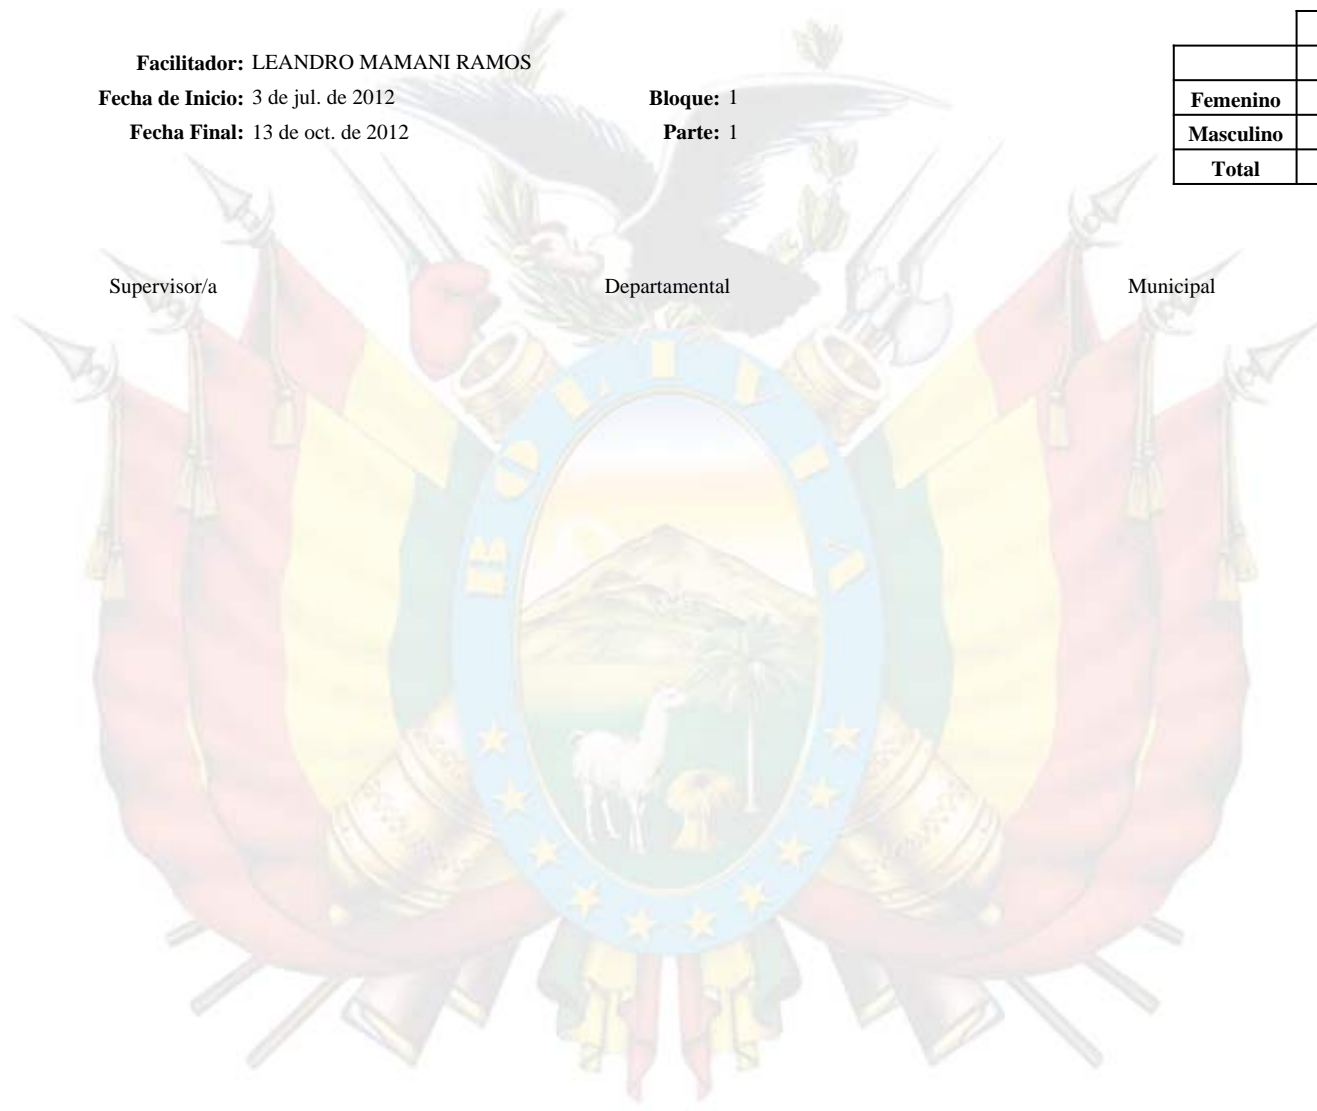 Facilitador: LEANDRO MAMANI RAMOS
Fecha de Inicio: 3 de jul. de 2012 Bloque: 1
Femenino
Fecha Final: 13 de oct. de 2012 Parte: 1
Masculino
Total
Supervisor/a Departamental Municipal
BOLIVIA